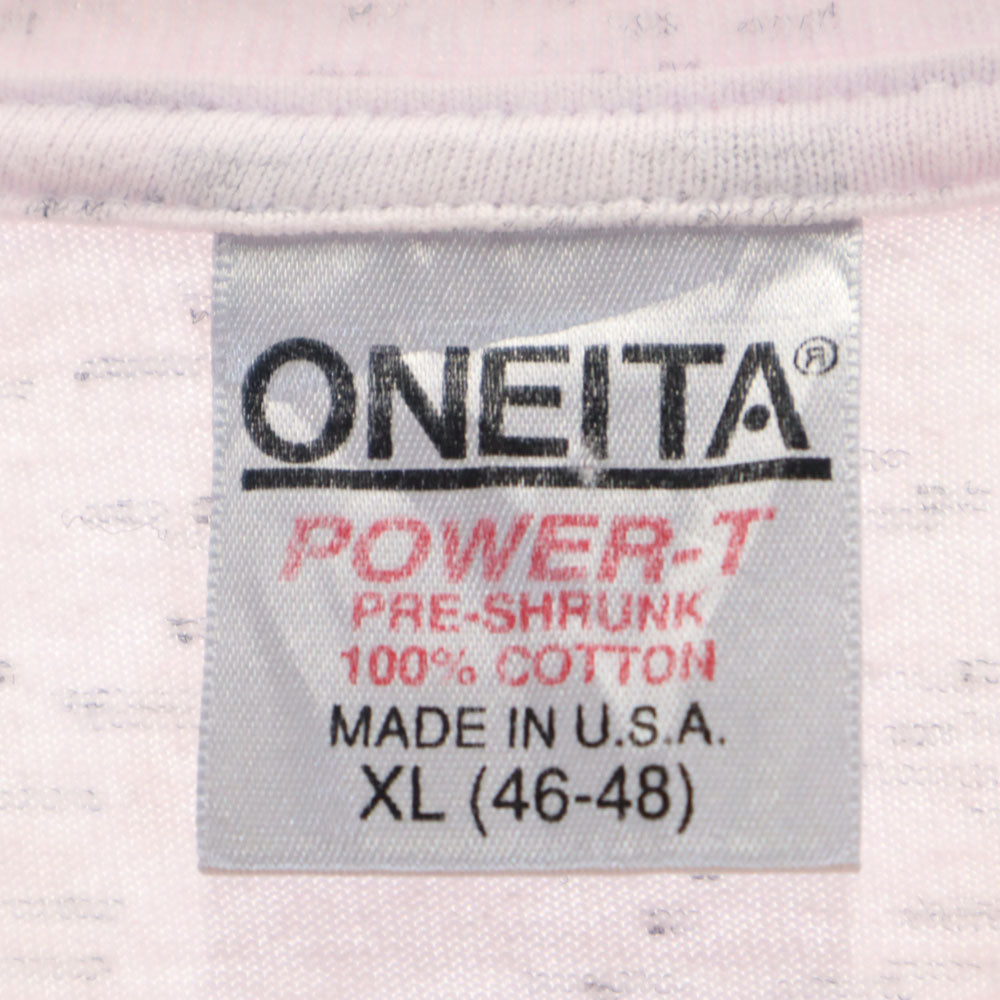 ONEITA®
POWER-T
PRE-SHRUNK
100% COTTON
MADE IN U.S.A.
XL (46-48)